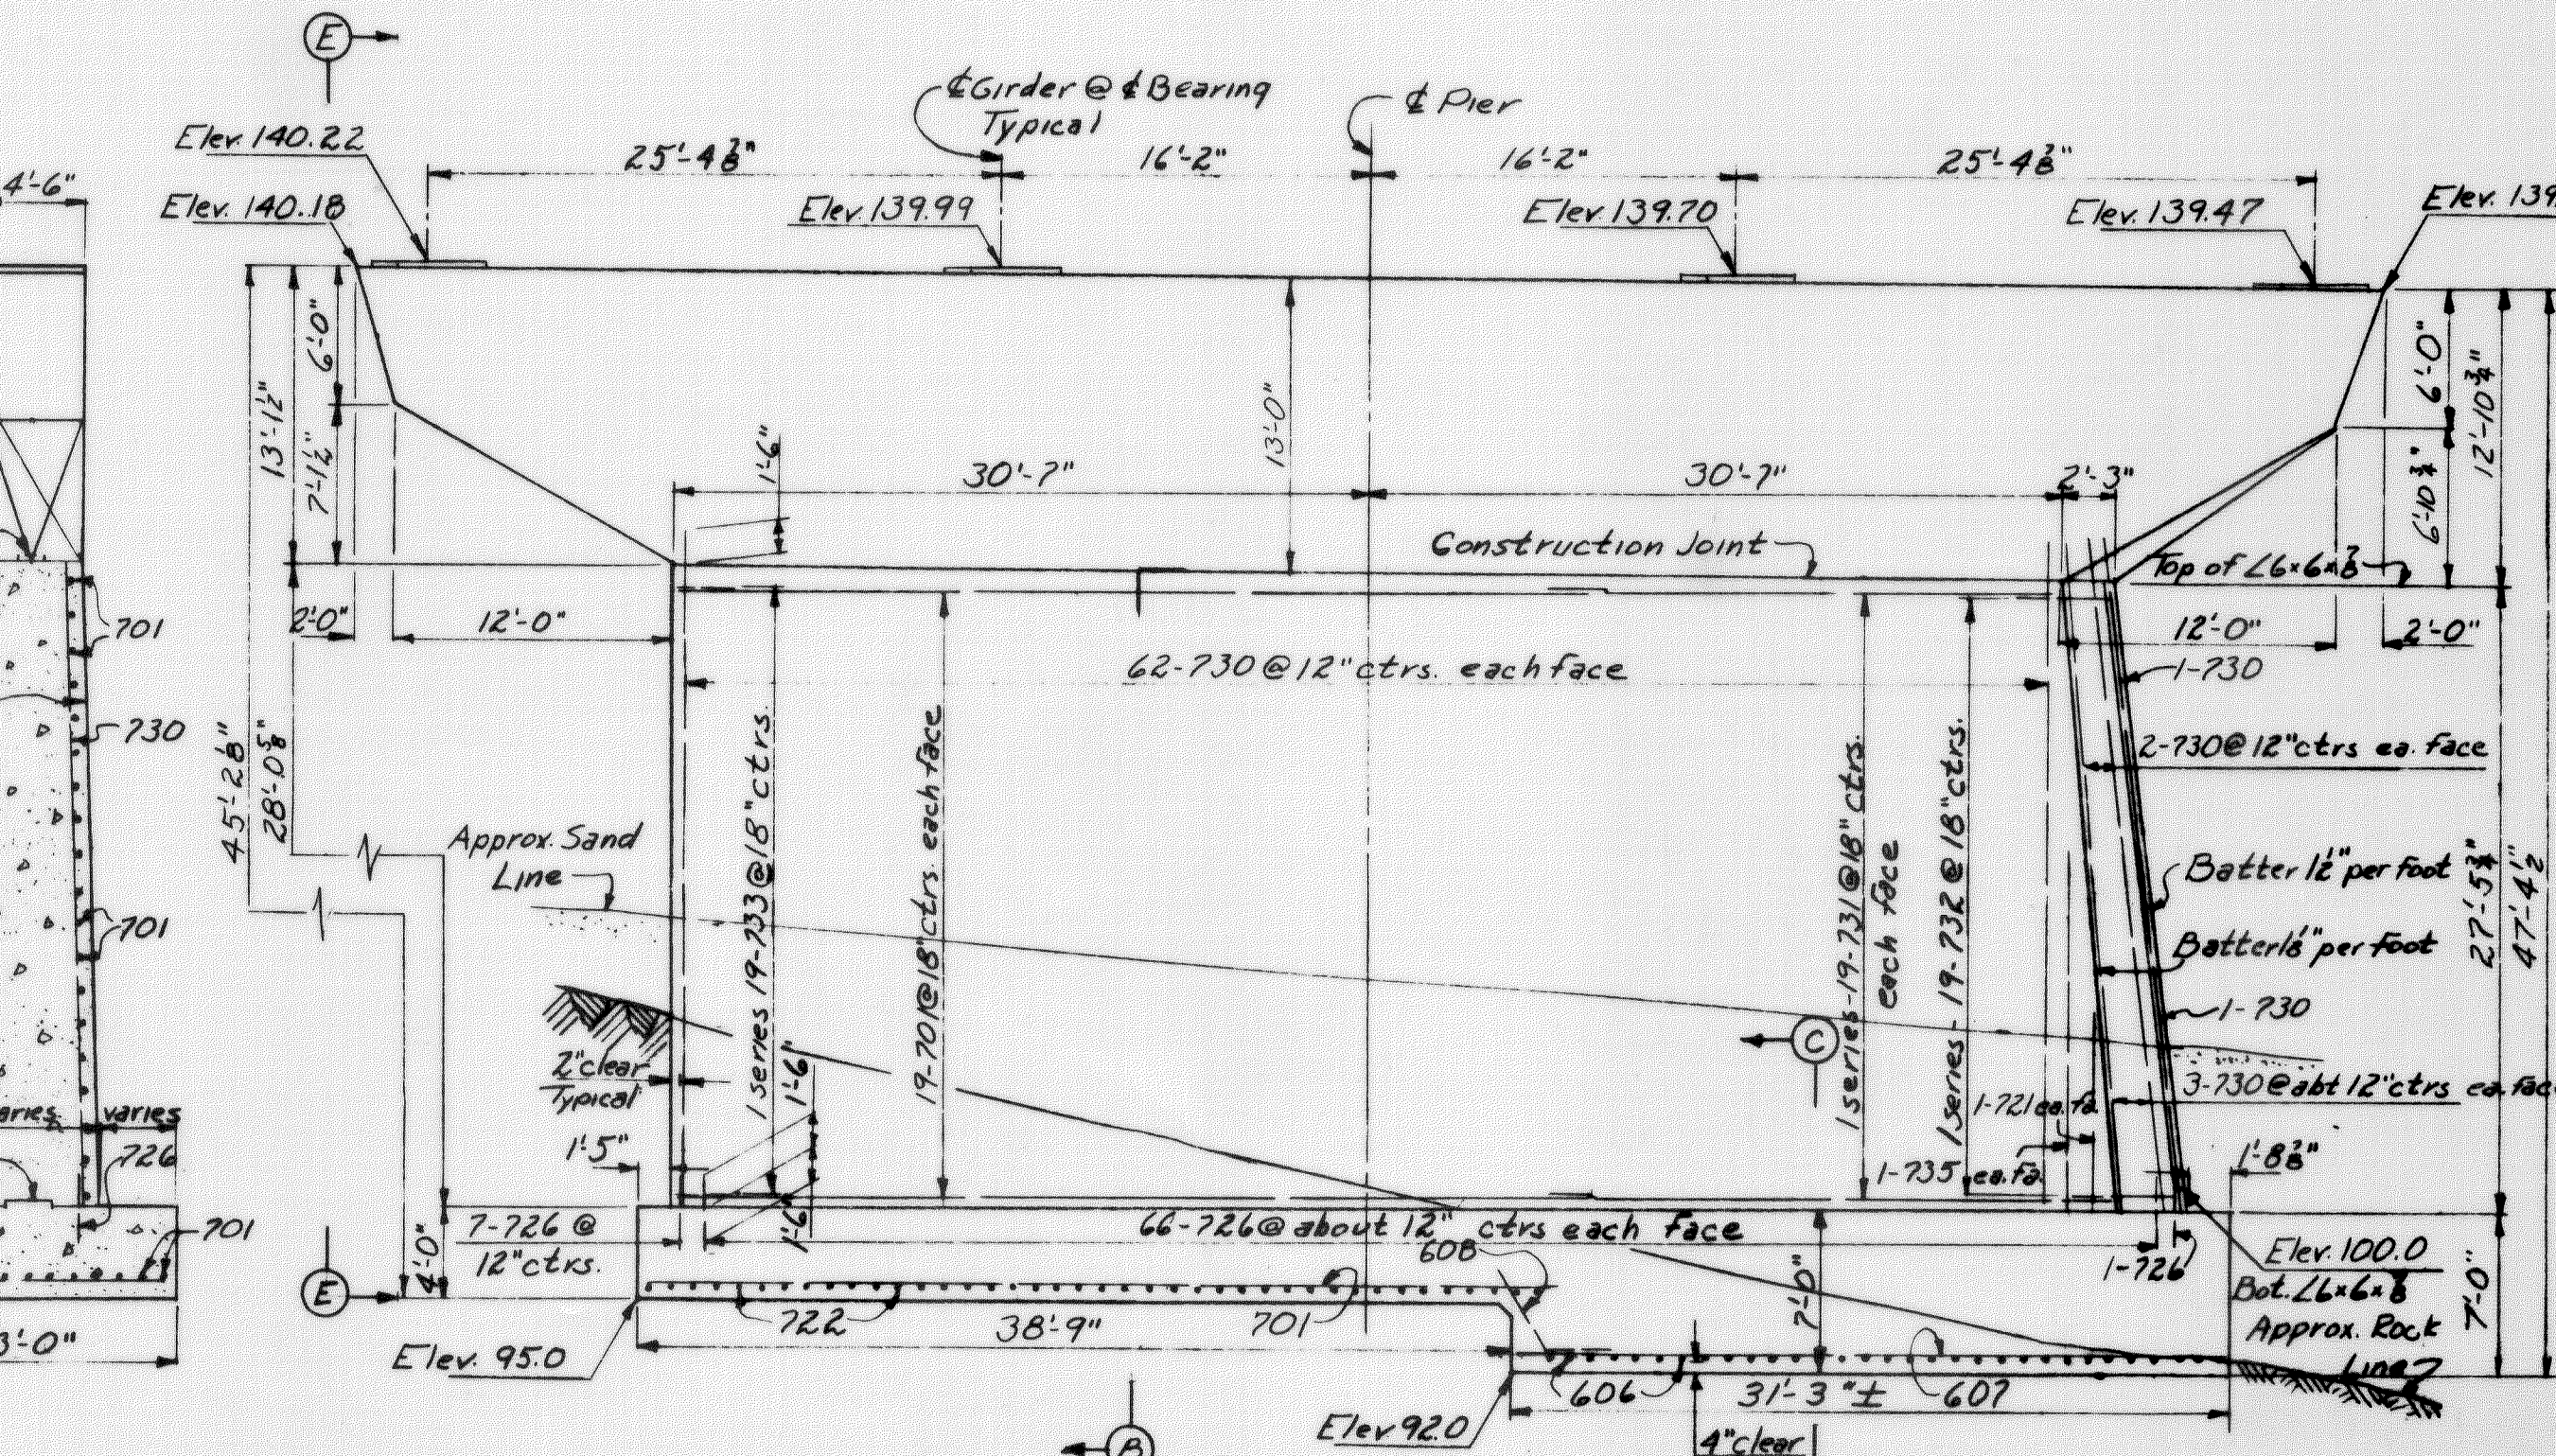 E
℄ Girder @ ℄ Bearing
Typical
℄ Pier
Elev. 140.22
25'-4⅞"
16'-2"
16'-2"
25'-4⅞"
4'-6"
Elev. 140.18
Elev. 139.99
Elev. 139.70
Elev. 139.47
Elev. 139.
6'-0"
13'-1½"
7'-1½"
1'-6"
30'-7"
13'-0"
30'-7"
2'-3"
6'-0"
12'-10¾"
6'-10¾"
Construction Joint
Top of ∠6×6×⅞
2'-0"
12'-0"
12'-0"
2'-0"
701
62-730 @ 12" ctrs. each face
1-730
730
45'-2⅛"
28'-0⅝"
2-730 @ 12" ctrs ea. face
Approx. Sand
Line
1 series 19-733 @ 18" ctrs.
19-701 @ 18" ctrs. each face
1 series-19-731 @ 18" ctrs.
each face
1 series-19-732 @ 18" ctrs.
Batter 1½" per foot
27'-5¾"
47'-4½"
701
Batter 1⅛" per foot
1-730
C
2" clear
Typical
1'-6"
3-730 @ abt 12" ctrs ea. fac
1-721 ea. fa.
aries
varies
726
1'-5"
1-735 ea. fa.
1'-8⅞"
701
7-726 @
12" ctrs.
1'-6"
66-726 @ about 12" ctrs each face
608
4'-0"
1-726
Elev. 100.0
Bot. ∠6×6×⅞
7'-0"
7'-0"
E
722
38'-9"
701
Approx. Rock
Line
3'-0"
Elev. 95.0
606
31'-3"±
607
Elev 92.0
4" clear
B